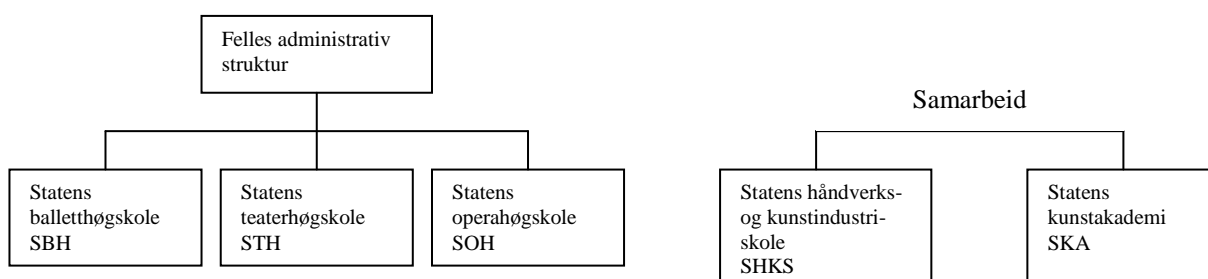 Felles administrativ
struktur
Samarbeid
Statens
balletthøgskole
SBH
Statens
teaterhøgskole
STH
Statens
operahøgskole
SOH
Statens håndverks-
og kunstindustri-
skole
SHKS
Statens
kunstakademi
SKA